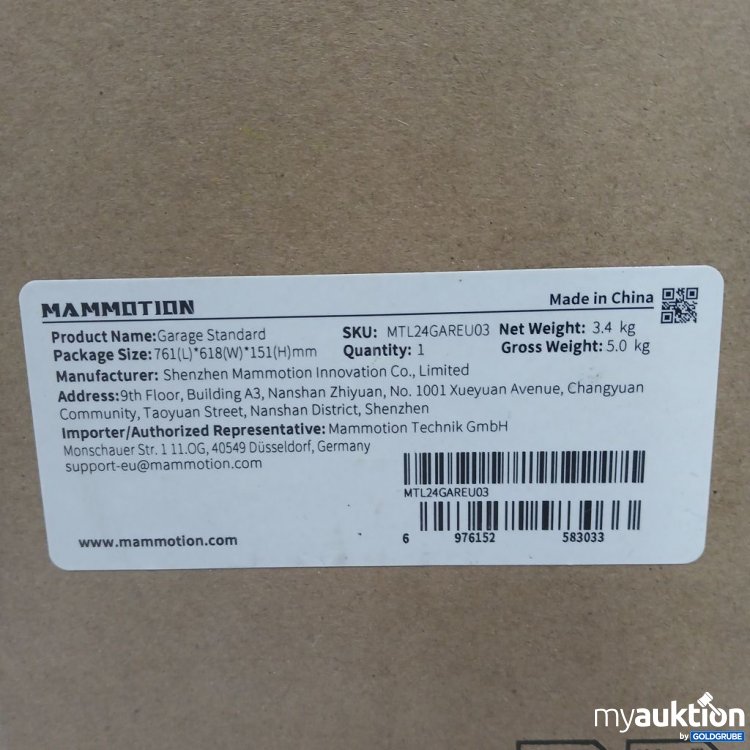 MAMMOTION
Made in China
Product Name:Garage Standard SKU: MTL24GAREU03 Net Weight: 3.4 kg
Package Size:761(L)*618(W)*151(H)mm Quantity: 1 Gross Weight: 5.0 kg
Manufacturer: Shenzhen Mammotion Innovation Co., Limited
Address:9th Floor, Building A3, Nanshan Zhiyuan, No. 1001 Xueyuan Avenue, Changyuan
Community, Taoyuan Street, Nanshan District, Shenzhen
Importer/Authorized Representative: Mammotion Technik GmbH
Monschauer Str. 1 11.OG, 40549 Düsseldorf, Germany
support-eu@mammotion.com
MTL24GAREU03
www.mammotion.com
6 976152 583033
myauktion
by GOLDGRUBE